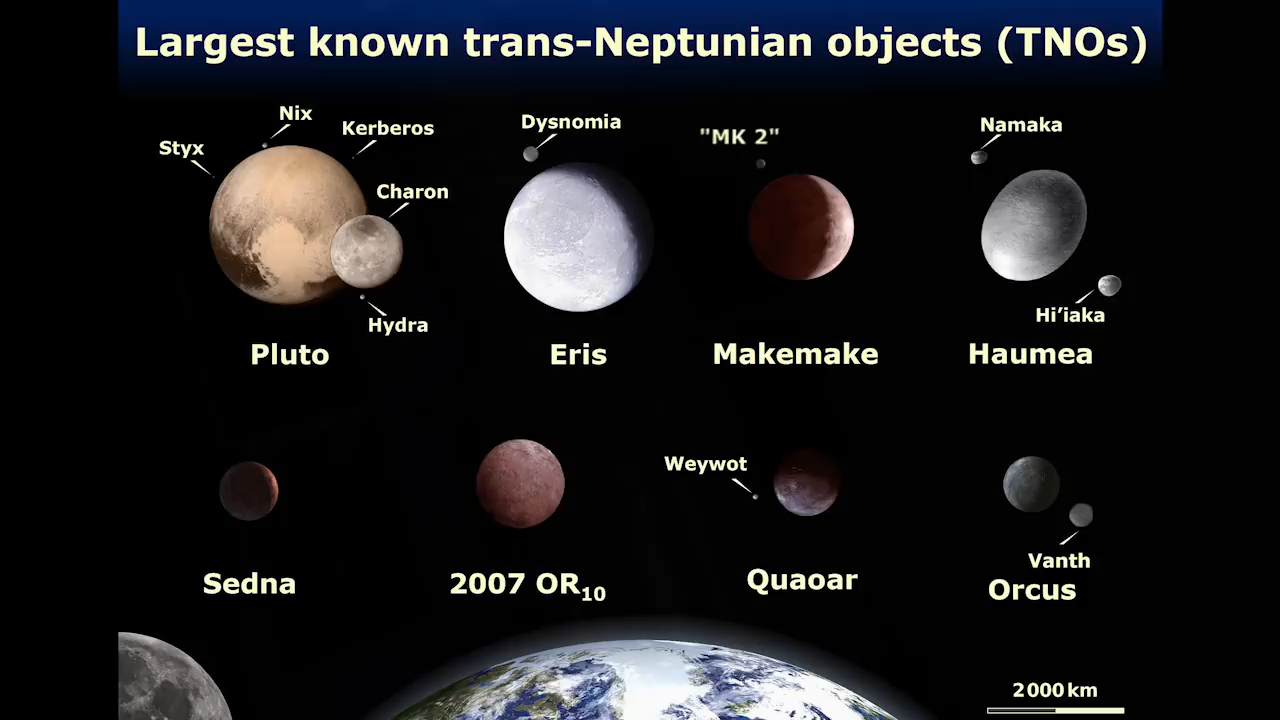 Largest known trans-Neptunian objects (TNOs)
Nix
Kerberos
Styx
Charon
Hydra
Pluto
Dysnomia
Eris
"MK 2"
Makemake
Namaka
Hi’iaka
Haumea
Sedna
2007 OR₁₀
Weywot
Quaoar
Vanth
Orcus
2000 km